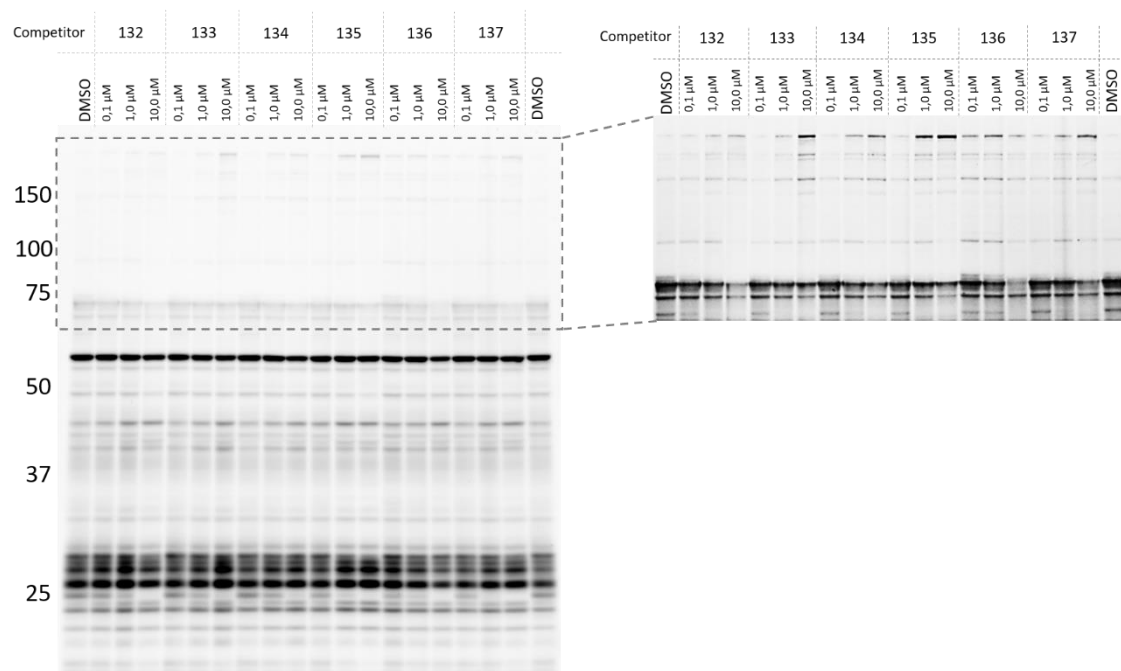 Competitor 132 133 134 135 136 137
DMSO 0,1 µM 1,0 µM 10,0 µM 0,1 µM 1,0 µM 10,0 µM 0,1 µM 1,0 µM 10,0 µM 0,1 µM 1,0 µM 10,0 µM 0,1 µM 1,0 µM 10,0 µM 0,1 µM 1,0 µM 10,0 µM DMSO
150
100
75
50
37
25
Competitor 132 133 134 135 136 137
DMSO 0,1 µM 1,0 µM 10,0 µM 0,1 µM 1,0 µM 10,0 µM 0,1 µM 1,0 µM 10,0 µM 0,1 µM 1,0 µM 10,0 µM 0,1 µM 1,0 µM 10,0 µM 0,1 µM 1,0 µM 10,0 µM DMSO